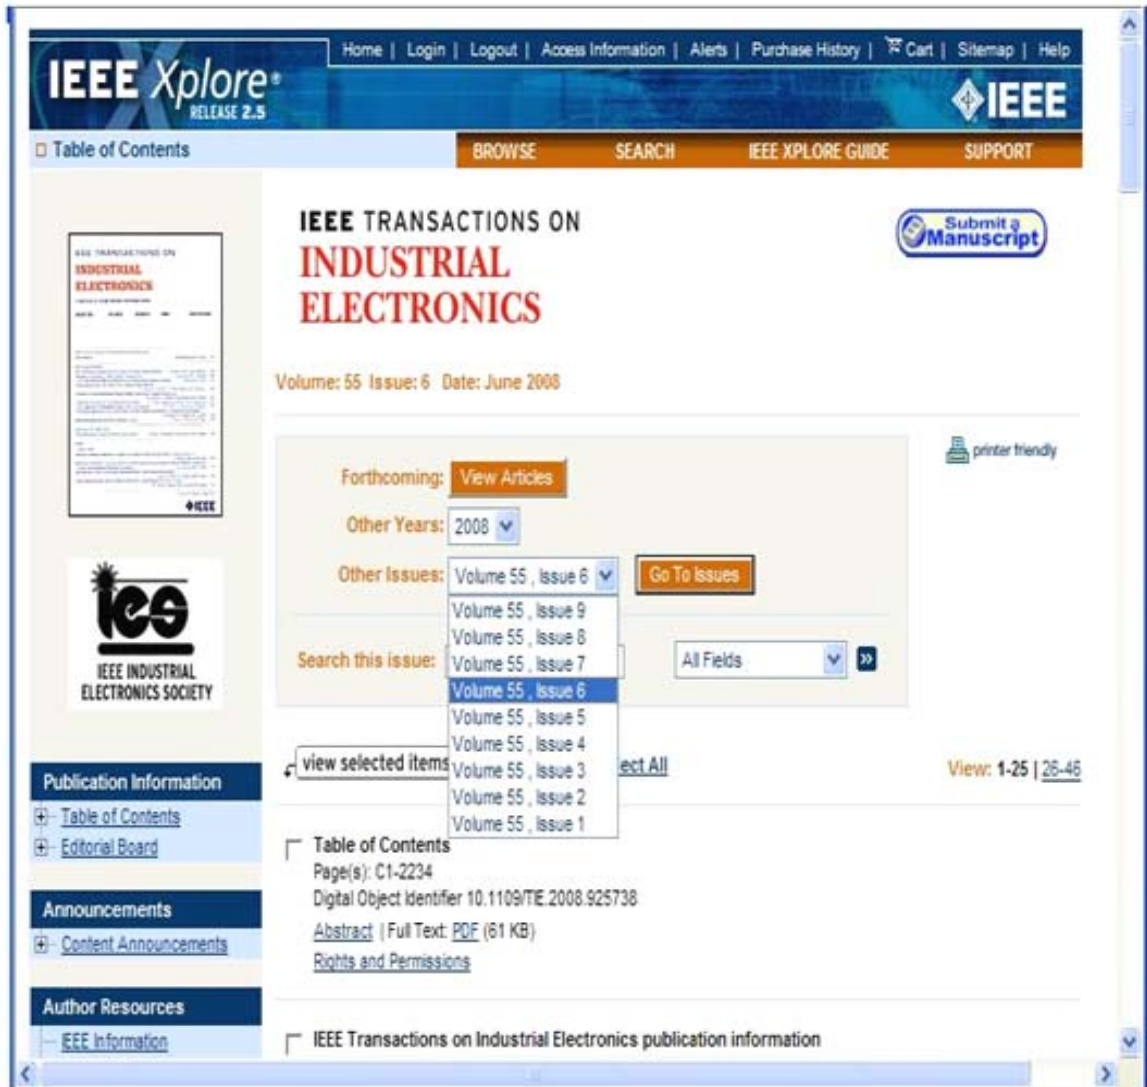 Home | Login | Logout | Access Information | Alerts | Purchase History | Cart | Sitemap | Help
IEEE Xplore®
RELEASE 2.5
IEEE
Table of Contents
BROWSE SEARCH IEEE XPLORE GUIDE SUPPORT
IEEE TRANSACTIONS ON
INDUSTRIAL
ELECTRONICS
Submit a
Manuscript
IEEE TRANSACTIONS ON
INDUSTRIAL
ELECTRONICS
IEEE
Volume: 55 Issue: 6 Date: June 2008
printer friendly
Forthcoming: View Articles
Other Years: 2008
Other Issues: Volume 55 , Issue 6 Go To Issues
Volume 55 , Issue 9
Volume 55 , Issue 8
Volume 55 , Issue 7
Volume 55 , Issue 6
Volume 55 , Issue 5
Volume 55 , Issue 4
Volume 55 , Issue 3
Volume 55 , Issue 2
Volume 55 , Issue 1
Search this issue: All Fields
ies
IEEE INDUSTRIAL
ELECTRONICS SOCIETY
view selected items ect All
View: 1-25 | 26-46
Publication Information
Table of Contents
Editorial Board
Announcements
Content Announcements
Author Resources
IEEE Information
Table of Contents
Page(s): C1-2234
Digital Object Identifier 10.1109/TIE.2008.925738
Abstract | Full Text: PDF (61 KB)
Rights and Permissions
IEEE Transactions on Industrial Electronics publication information